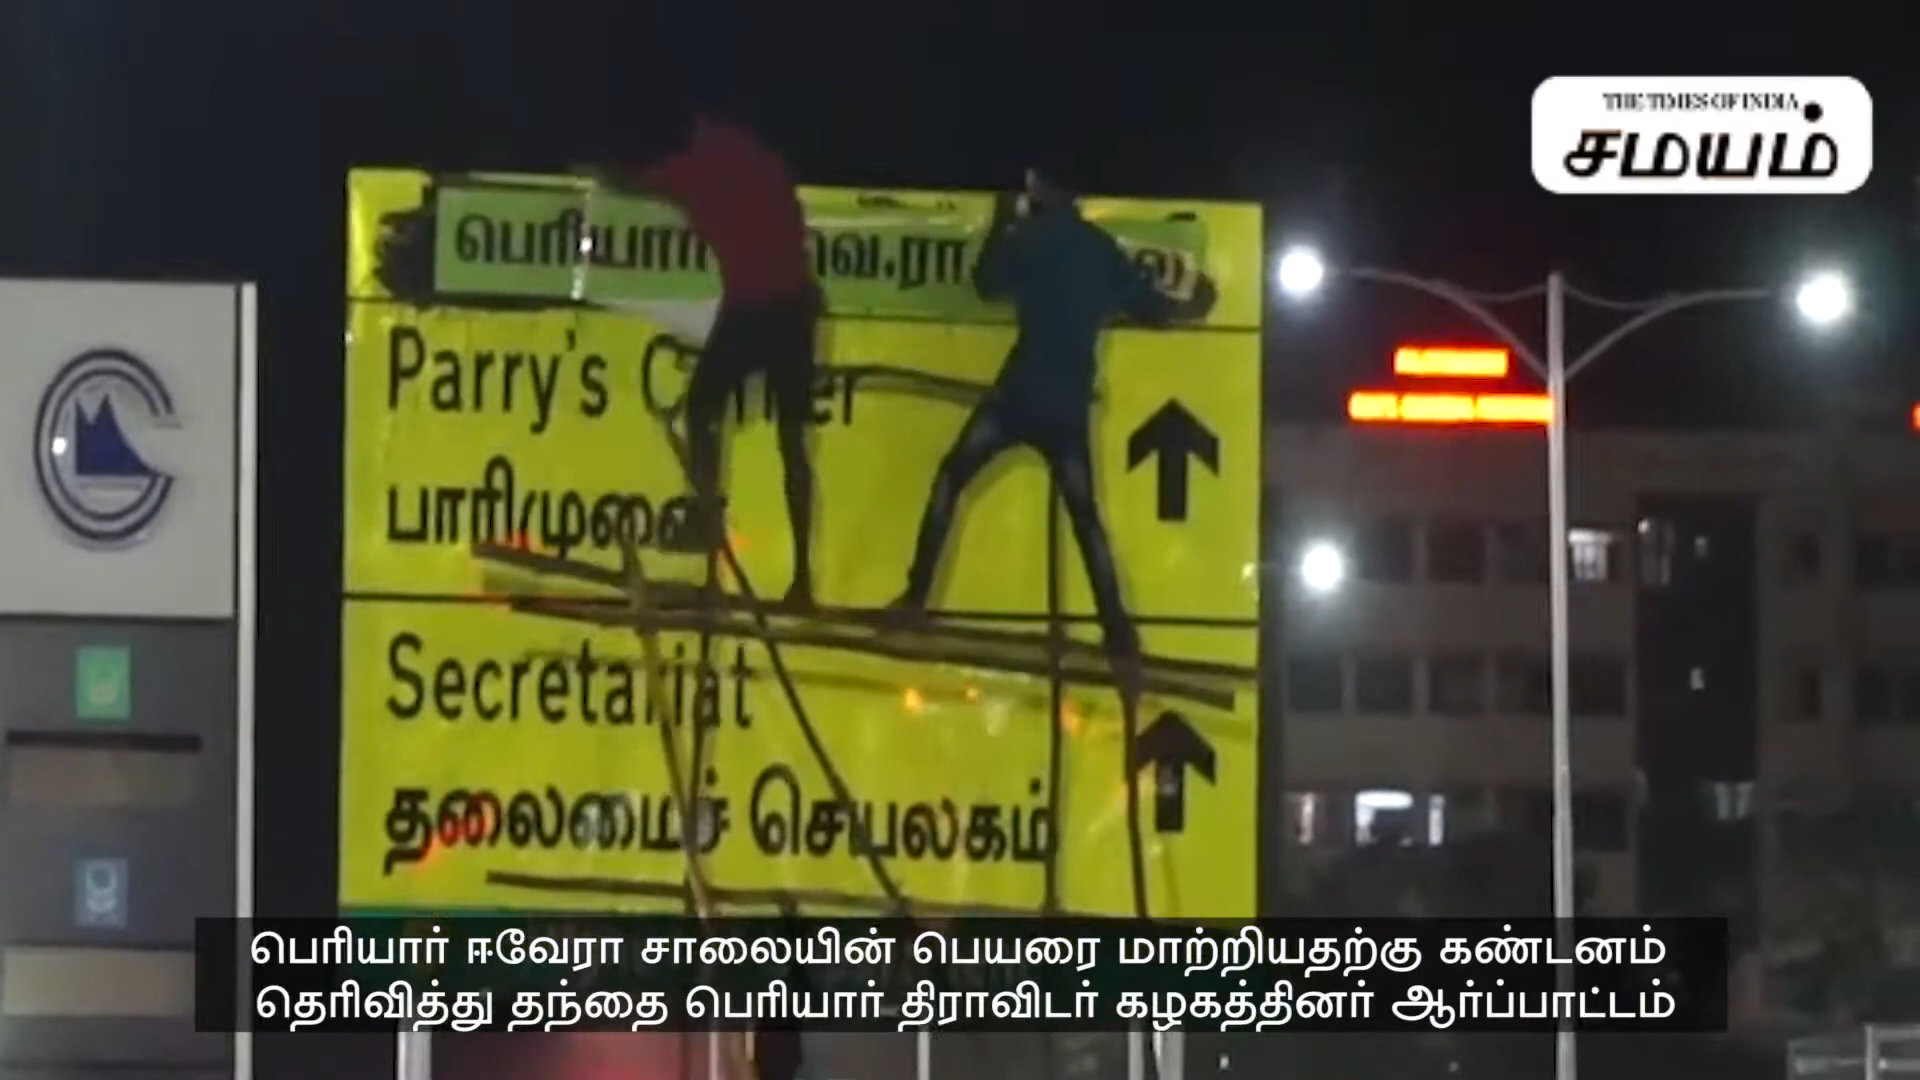 THE TIMES OF INDIA
சமயம்
பெரியார்
Parry's Corner
பாரிமுனை
Secretariat
தலைமைச் செயலகம்
பெரியார் ஈவேரா சாலையின் பெயரை மாற்றியதற்கு கண்டனம்
தெரிவித்து தந்தை பெரியார் திராவிடர் கழகத்தினர் ஆர்ப்பாட்டம்